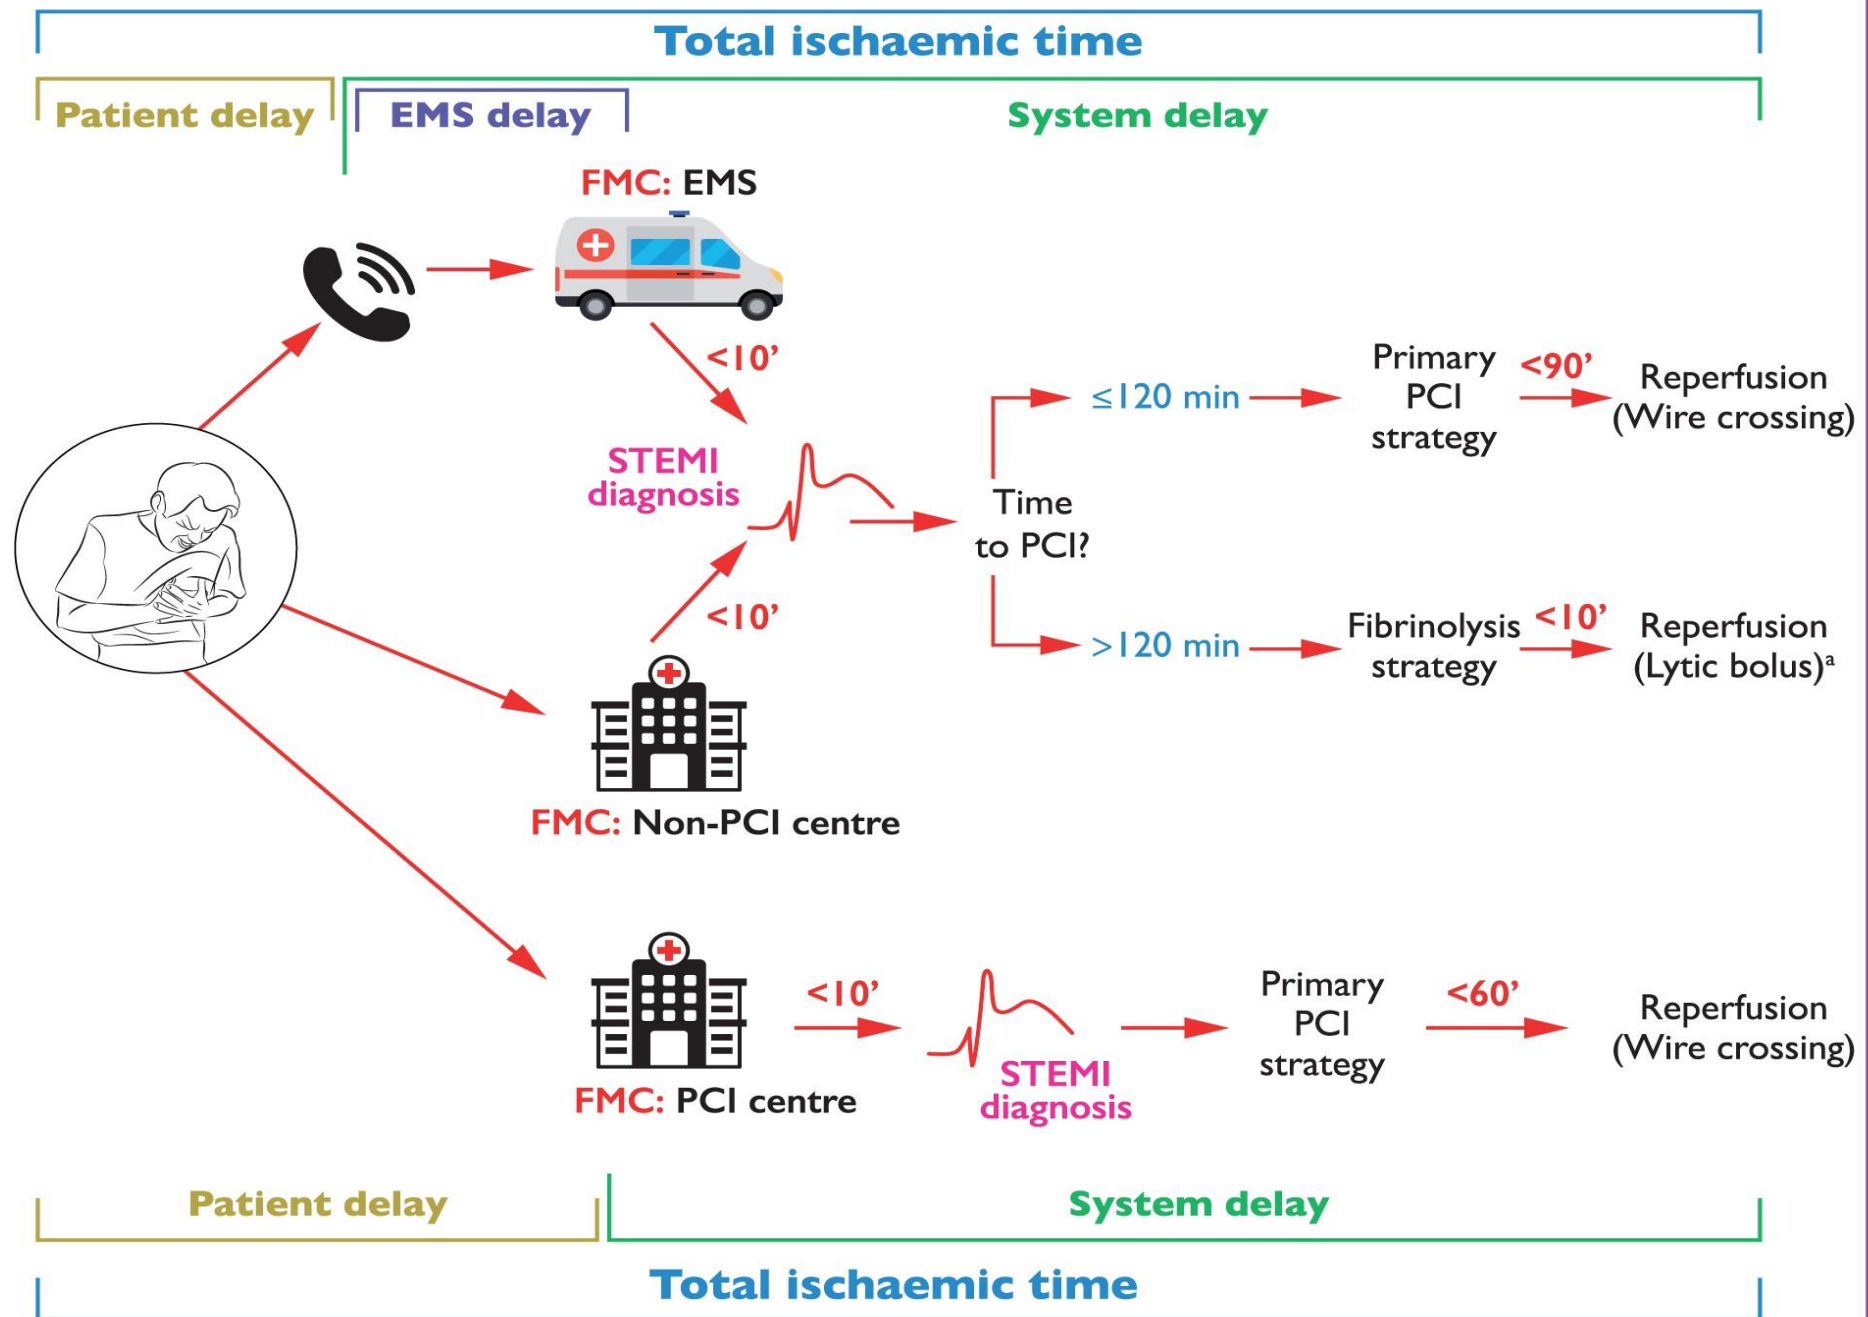 Total ischaemic time
Patient delay
EMS delay
System delay
FMC: EMS
<10’
STEMI
diagnosis
<10’
Time
to PCI?
≤120 min
Primary
PCI
strategy
<90’
Reperfusion
(Wire crossing)
>120 min
Fibrinolysis
strategy
<10’
Reperfusion
(Lytic bolus)ᵃ
FMC: Non-PCI centre
FMC: PCI centre
<10’
STEMI
diagnosis
Primary
PCI
strategy
<60’
Reperfusion
(Wire crossing)
Patient delay
System delay
Total ischaemic time